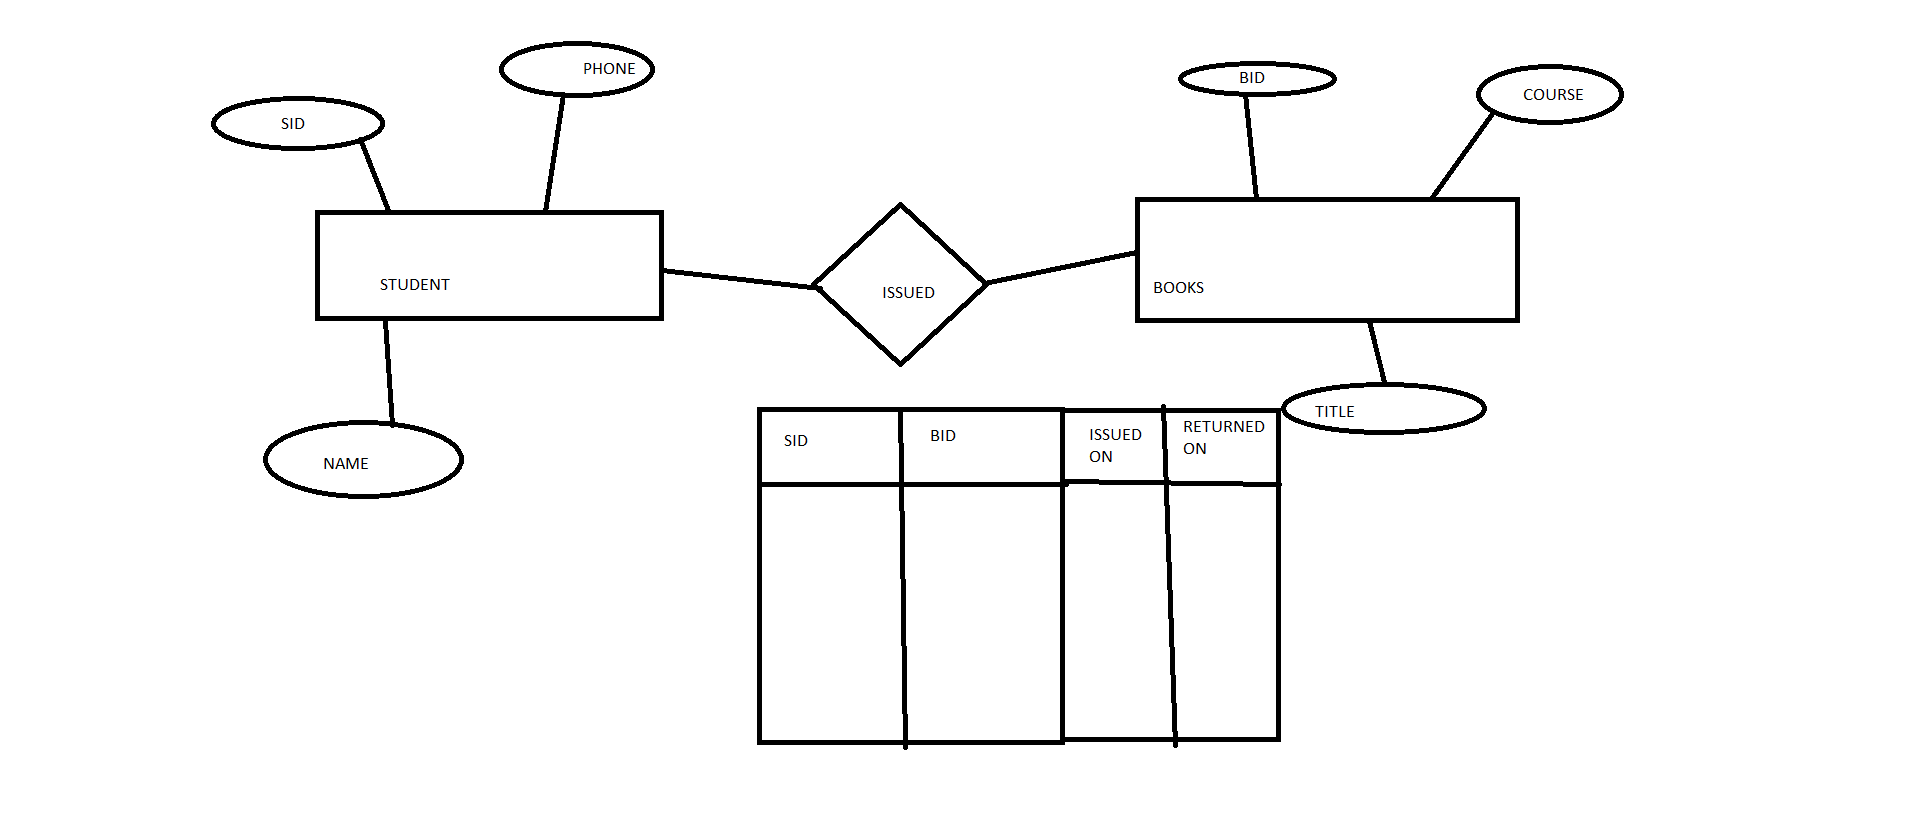 PHONE
BID
COURSE
SID
STUDENT
ISSUED
BOOKS
TITLE
NAME
SID
BID
ISSUED
ON
RETURNED
ON